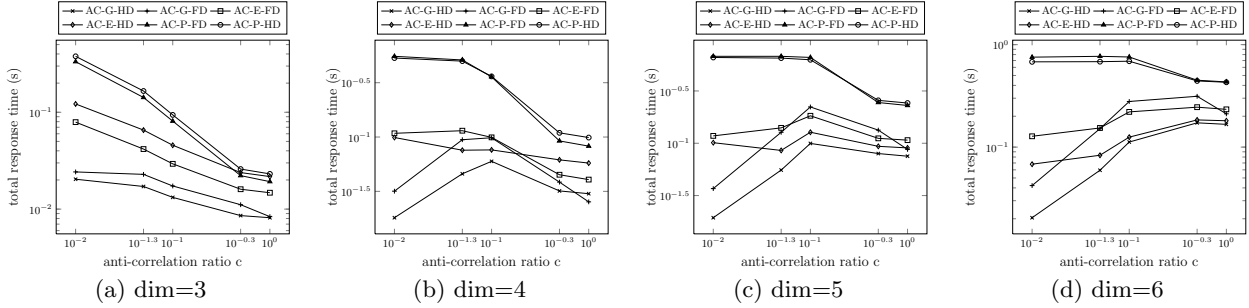 AC-G-HD AC-G-FD AC-E-FD
AC-E-HD AC-P-FD AC-P-HD
total response time (s)
10^-1
10^-2
10^-2 10^-1.3 10^-1 10^-0.3 10^0
anti-correlation ratio c
(a) dim=3
AC-G-HD AC-G-FD AC-E-FD
AC-E-HD AC-P-FD AC-P-HD
total response time (s)
10^-0.5
10^-1
10^-1.5
10^-2 10^-1.3 10^-1 10^-0.3 10^0
anti-correlation ratio c
(b) dim=4
AC-G-HD AC-G-FD AC-E-FD
AC-E-HD AC-P-FD AC-P-HD
total response time (s)
10^-0.5
10^-1
10^-1.5
10^-2 10^-1.3 10^-1 10^-0.3 10^0
anti-correlation ratio c
(c) dim=5
AC-G-HD AC-G-FD AC-E-FD
AC-E-HD AC-P-FD AC-P-HD
total response time (s)
10^0
10^-1
10^-2 10^-1.3 10^-1 10^-0.3 10^0
anti-correlation ratio c
(d) dim=6